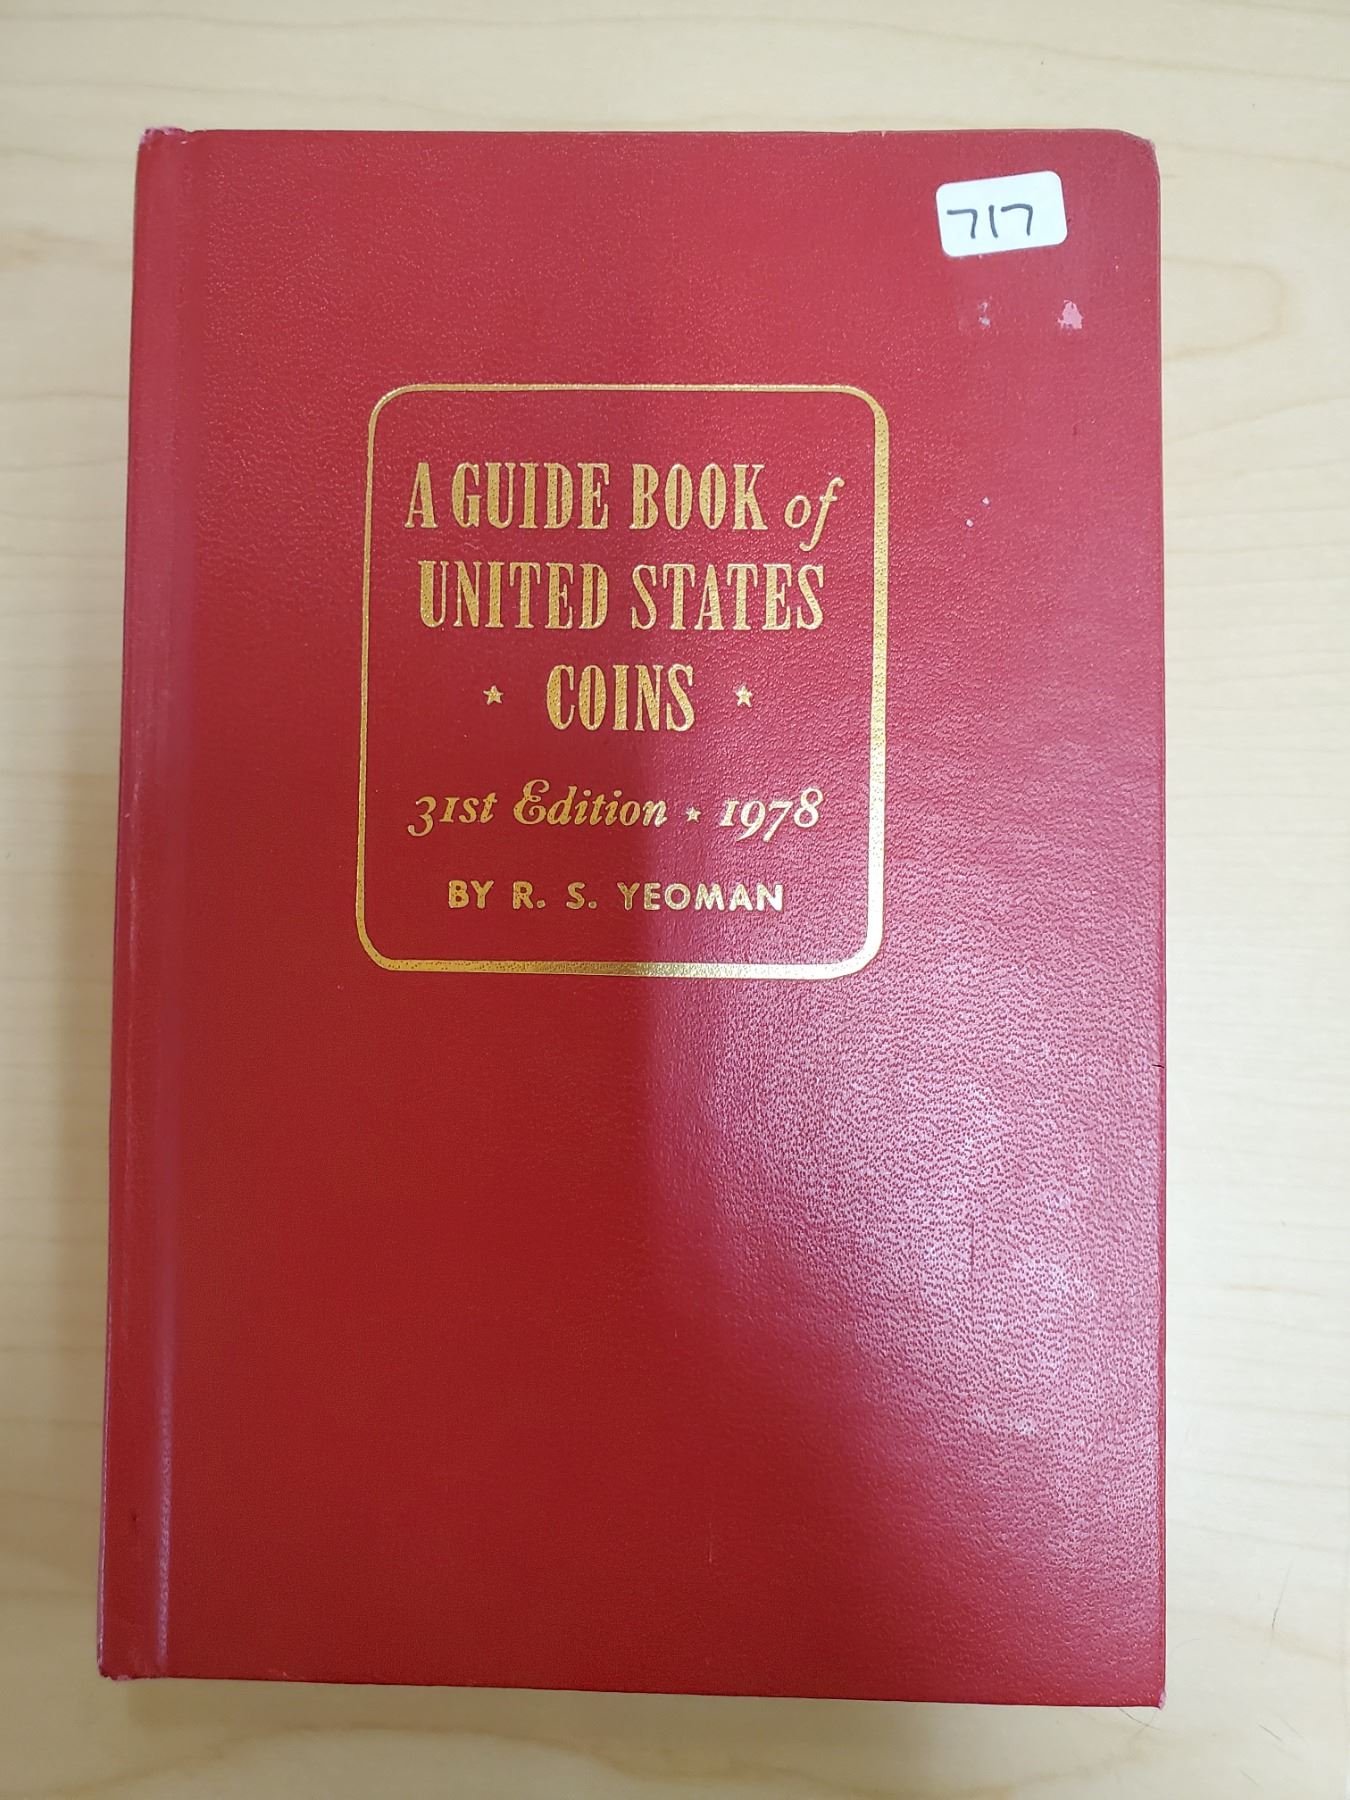 717
A GUIDE BOOK of
UNITED STATES
★ COINS ★
31st Edition ★ 1978
BY R. S. YEOMAN